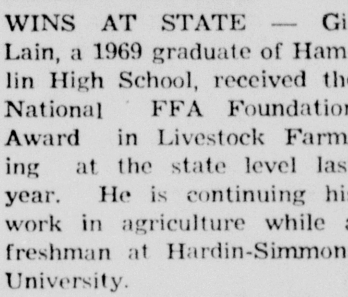 WINS AT STATE — Gi
Lain, a 1969 graduate of Ham
lin High School, received the
National FFA Foundation
Award in Livestock Farm
ing at the state level las
year. He is continuing hi
work in agriculture while a
freshman at Hardin-Simmon
University.